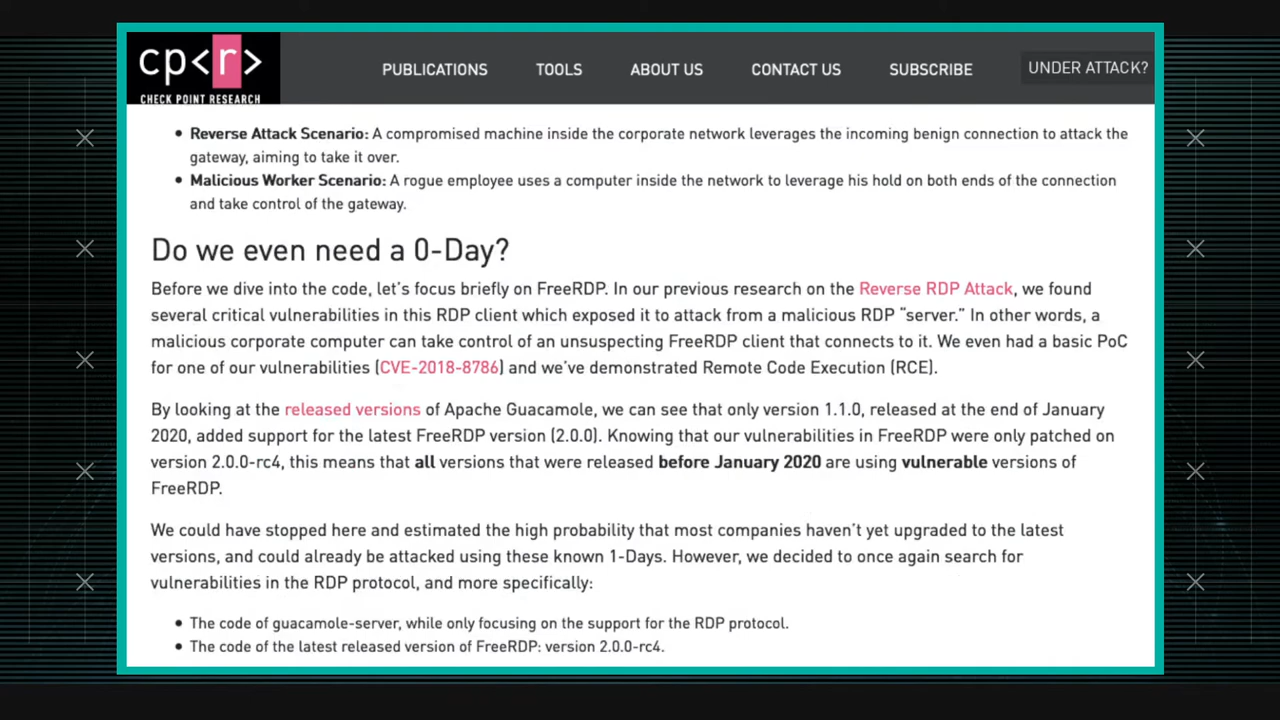 cp<r>
CHECK POINT RESEARCH
PUBLICATIONS TOOLS ABOUT US CONTACT US SUBSCRIBE UNDER ATTACK?
• Reverse Attack Scenario: A compromised machine inside the corporate network leverages the incoming benign connection to attack the
gateway, aiming to take it over.
• Malicious Worker Scenario: A rogue employee uses a computer inside the network to leverage his hold on both ends of the connection
and take control of the gateway.
Do we even need a 0-Day?
Before we dive into the code, let's focus briefly on FreeRDP. In our previous research on the Reverse RDP Attack, we found
several critical vulnerabilities in this RDP client which exposed it to attack from a malicious RDP "server." In other words, a
malicious corporate computer can take control of an unsuspecting FreeRDP client that connects to it. We even had a basic PoC
for one of our vulnerabilities (CVE-2018-8786) and we've demonstrated Remote Code Execution (RCE).
By looking at the released versions of Apache Guacamole, we can see that only version 1.1.0, released at the end of January
2020, added support for the latest FreeRDP version (2.0.0). Knowing that our vulnerabilities in FreeRDP were only patched on
version 2.0.0-rc4, this means that all versions that were released before January 2020 are using vulnerable versions of
FreeRDP.
We could have stopped here and estimated the high probability that most companies haven't yet upgraded to the latest
versions, and could already be attacked using these known 1-Days. However, we decided to once again search for
vulnerabilities in the RDP protocol, and more specifically:
• The code of guacamole-server, while only focusing on the support for the RDP protocol.
• The code of the latest released version of FreeRDP: version 2.0.0-rc4.